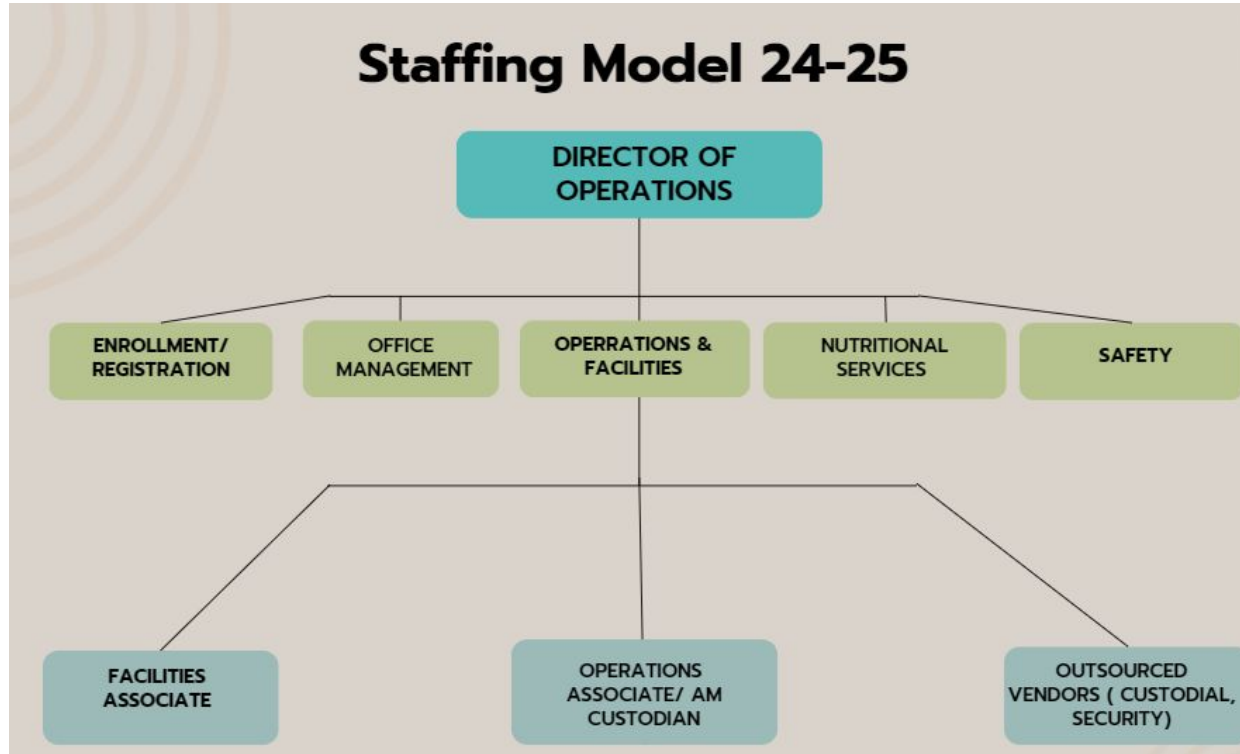 Staffing Model 24-25
DIRECTOR OF
OPERATIONS
ENROLLMENT/
REGISTRATION
OFFICE
MANAGEMENT
OPERRATIONS &
FACILITIES
NUTRITIONAL
SERVICES
SAFETY
FACILITIES
ASSOCIATE
OPERATIONS
ASSOCIATE/ AM
CUSTODIAN
OUTSOURCED
VENDORS ( CUSTODIAL,
SECURITY)